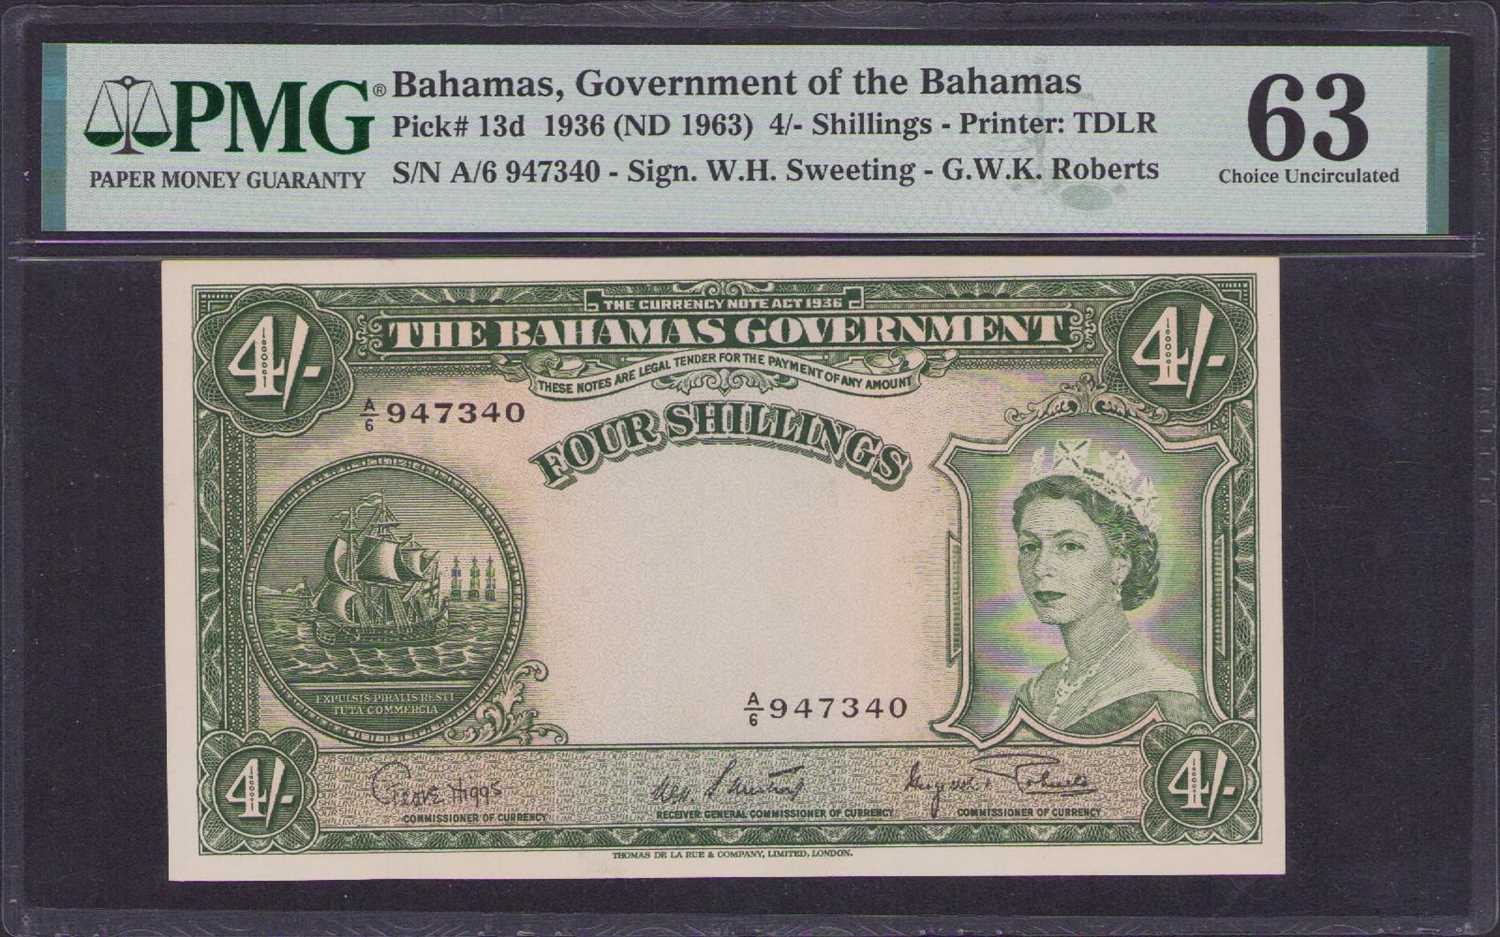 PMG®
PAPER MONEY GUARANTY
Bahamas, Government of the Bahamas
Pick# 13d 1936 (ND 1963) 4/- Shillings - Printer: TDLR
S/N A/6 947340 - Sign. W.H. Sweeting - G.W.K. Roberts
63
Choice Uncirculated
THE CURRENCY NOTE ACT 1936
4/- THE BAHAMAS GOVERNMENT 4/-
THESE NOTES ARE LEGAL TENDER FOR THE PAYMENT OF ANY AMOUNT
A/6 947340
FOUR SHILLINGS
EXPULSIS PIRATIS RESTI
TUTA COMMERCIA
A/6 947340
4/- 4/-
George Higgs
COMMISSIONER OF CURRENCY
RECEIVER GENERAL COMMISSIONER OF CURRENCY
COMMISSIONER OF CURRENCY
THOMAS DE LA RUE & COMPANY, LIMITED, LONDON.